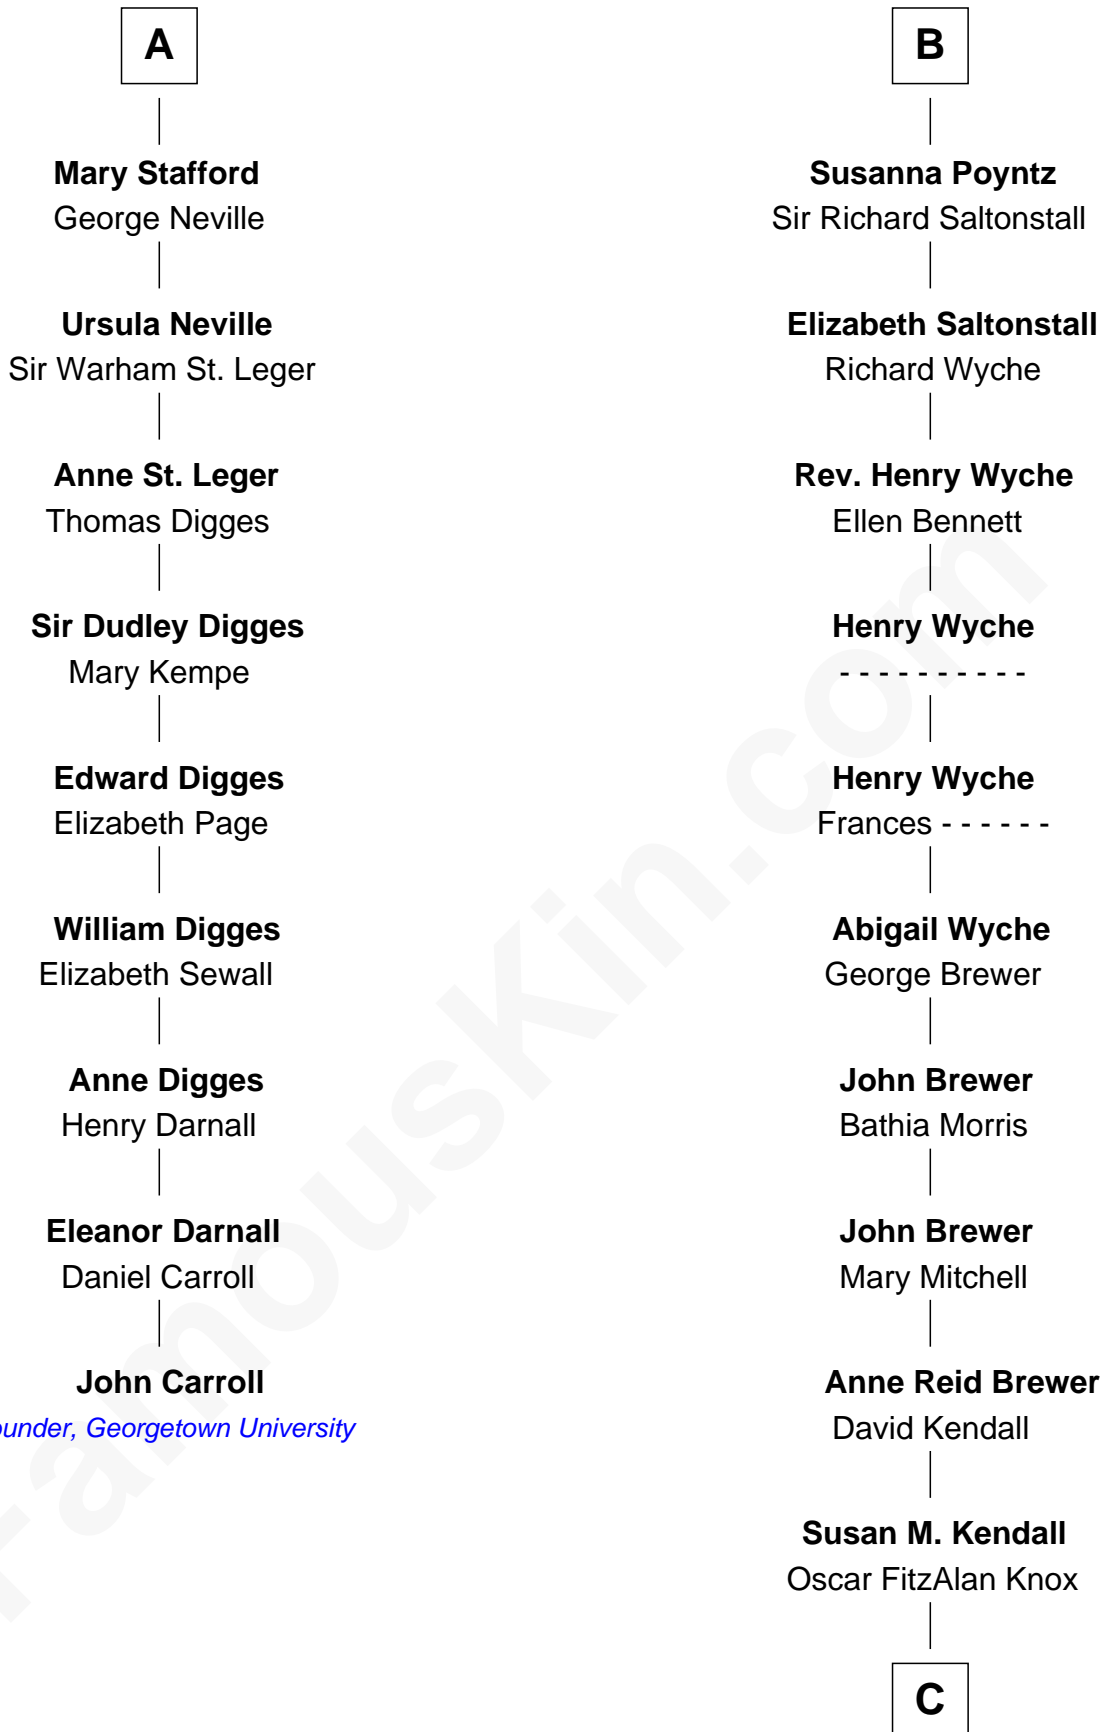 A
Mary Stafford
George Neville
Ursula Neville
Sir Warham St. Leger
Anne St. Leger
Thomas Digges
Sir Dudley Digges
Mary Kempe
Edward Digges
Elizabeth Page
William Digges
Elizabeth Sewall
Anne Digges
Henry Darnall
Eleanor Darnall
Daniel Carroll
John Carroll
ounder, Georgetown University
B
Susanna Poyntz
Sir Richard Saltonstall
Elizabeth Saltonstall
Richard Wyche
Rev. Henry Wyche
Ellen Bennett
Henry Wyche
- - - - - - - - - -
Henry Wyche
Frances - - - - - -
Abigail Wyche
George Brewer
John Brewer
Bathia Morris
John Brewer
Mary Mitchell
Anne Reid Brewer
David Kendall
Susan M. Kendall
Oscar FitzAlan Knox
C
FamousKin.com